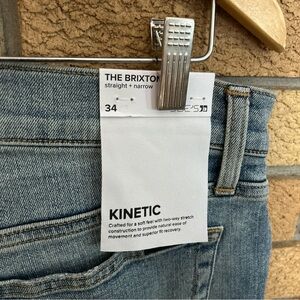 THE BRIXTON
straight + narrow
34
KINETIC
Crafted for a soft feel with two-way stretch
construction to provide natural ease of
movement and superior fit recovery.